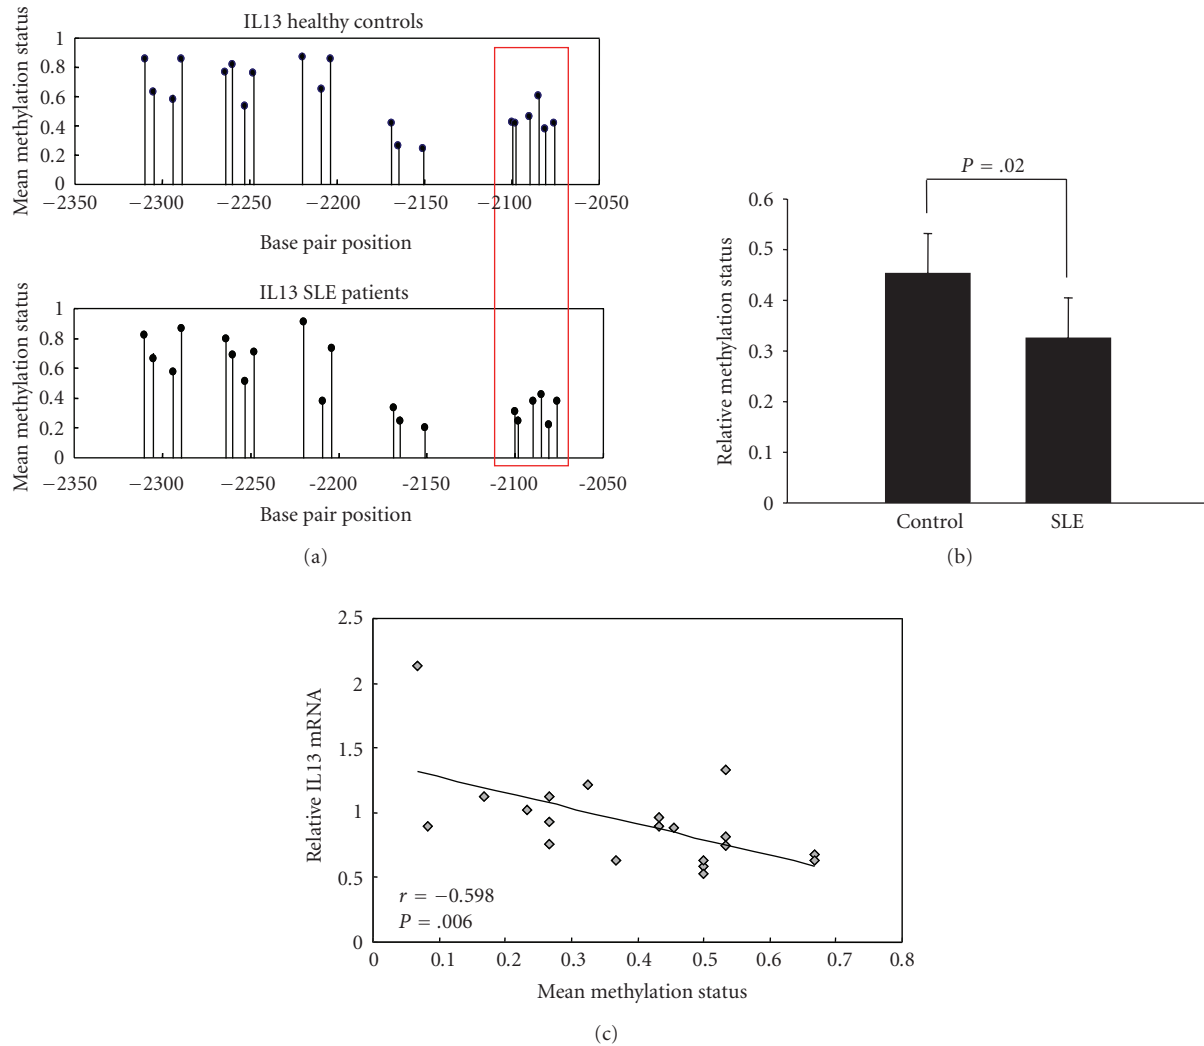 IL13 healthy controls
Mean methylation status
1
0.8
0.6
0.4
0.2
0
−2350 −2300 −2250 −2200 −2150 −2100 −2050
Base pair position
IL13 SLE patients
Mean methylation status
1
0.8
0.6
0.4
0.2
0
−2350 −2300 −2250 -2200 -2150 -2100 -2050
Base pair position
(a)
P = .02
Relative methylation status
0.6
0.5
0.4
0.3
0.2
0.1
0
Control SLE
(b)
Relative IL13 mRNA
2.5
2
1.5
1
0.5
0
r = −0.598
P = .006
0 0.1 0.2 0.3 0.4 0.5 0.6 0.7 0.8
Mean methylation status
(c)